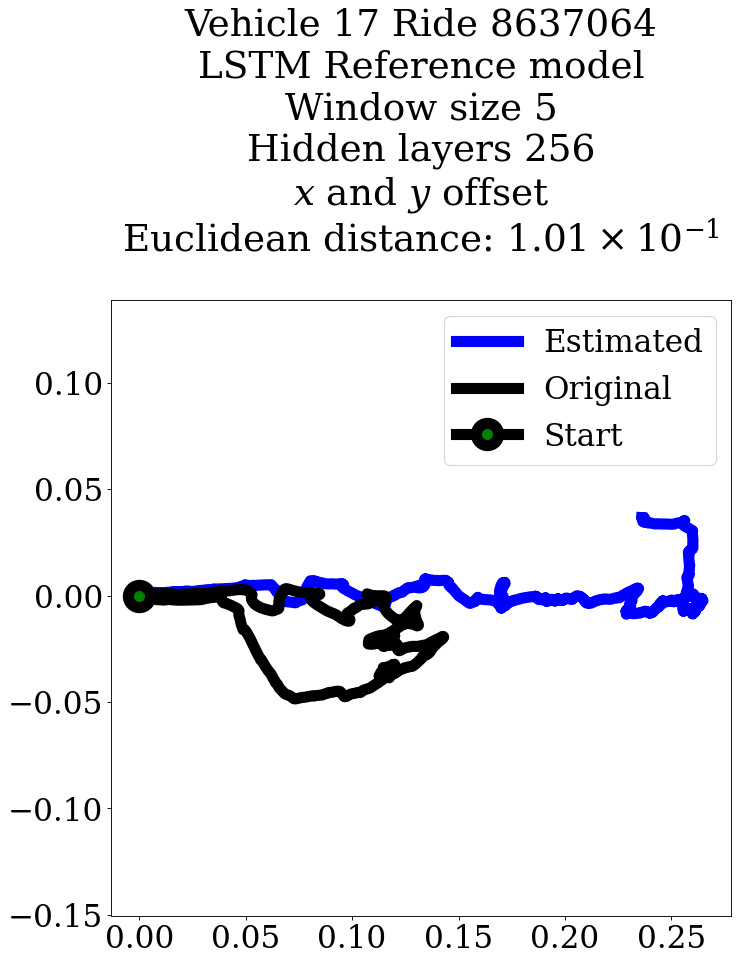 Vehicle 17 Ride 8637064
LSTM Reference model
Window size 5
Hidden layers 256
x and y offset
Euclidean distance: 1.01 × 10⁻¹
Estimated
Original
Start
0.10
0.05
0.00
−0.05
−0.10
−0.15
0.00 0.05 0.10 0.15 0.20 0.25